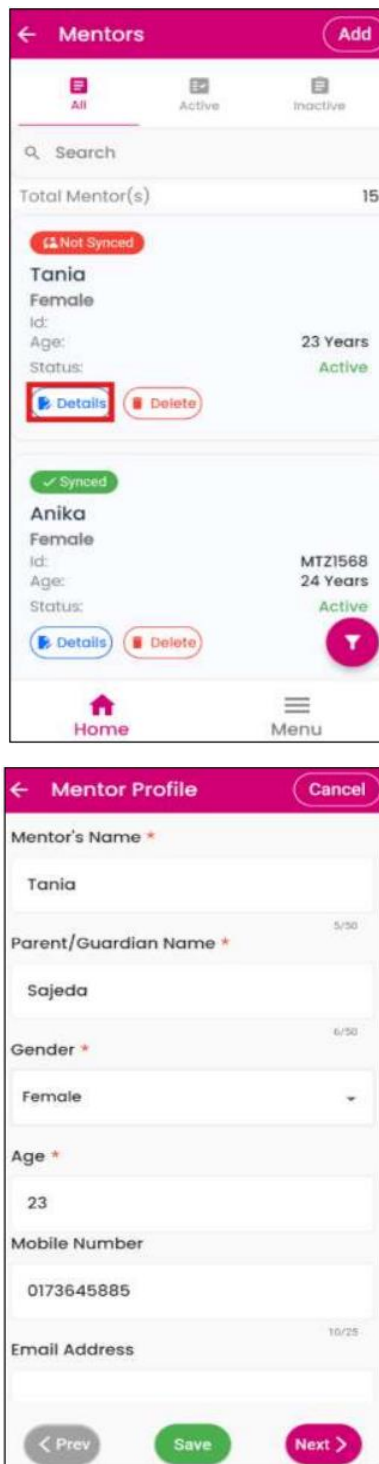 Mentors Add
All Active Inactive
Search
Total Mentor(s) 15
Not Synced
Tania
Female
Id:
Age: 23 Years
Status: Active
Details Delete
Synced
Anika
Female
Id: MTZ1568
Age: 24 Years
Status: Active
Details Delete
Home Menu
Mentor Profile Cancel
Mentor's Name *
Tania
5/50
Parent/Guardian Name *
Sajeda
6/50
Gender *
Female
Age *
23
Mobile Number
0173645885
10/25
Email Address
< Prev Save Next >